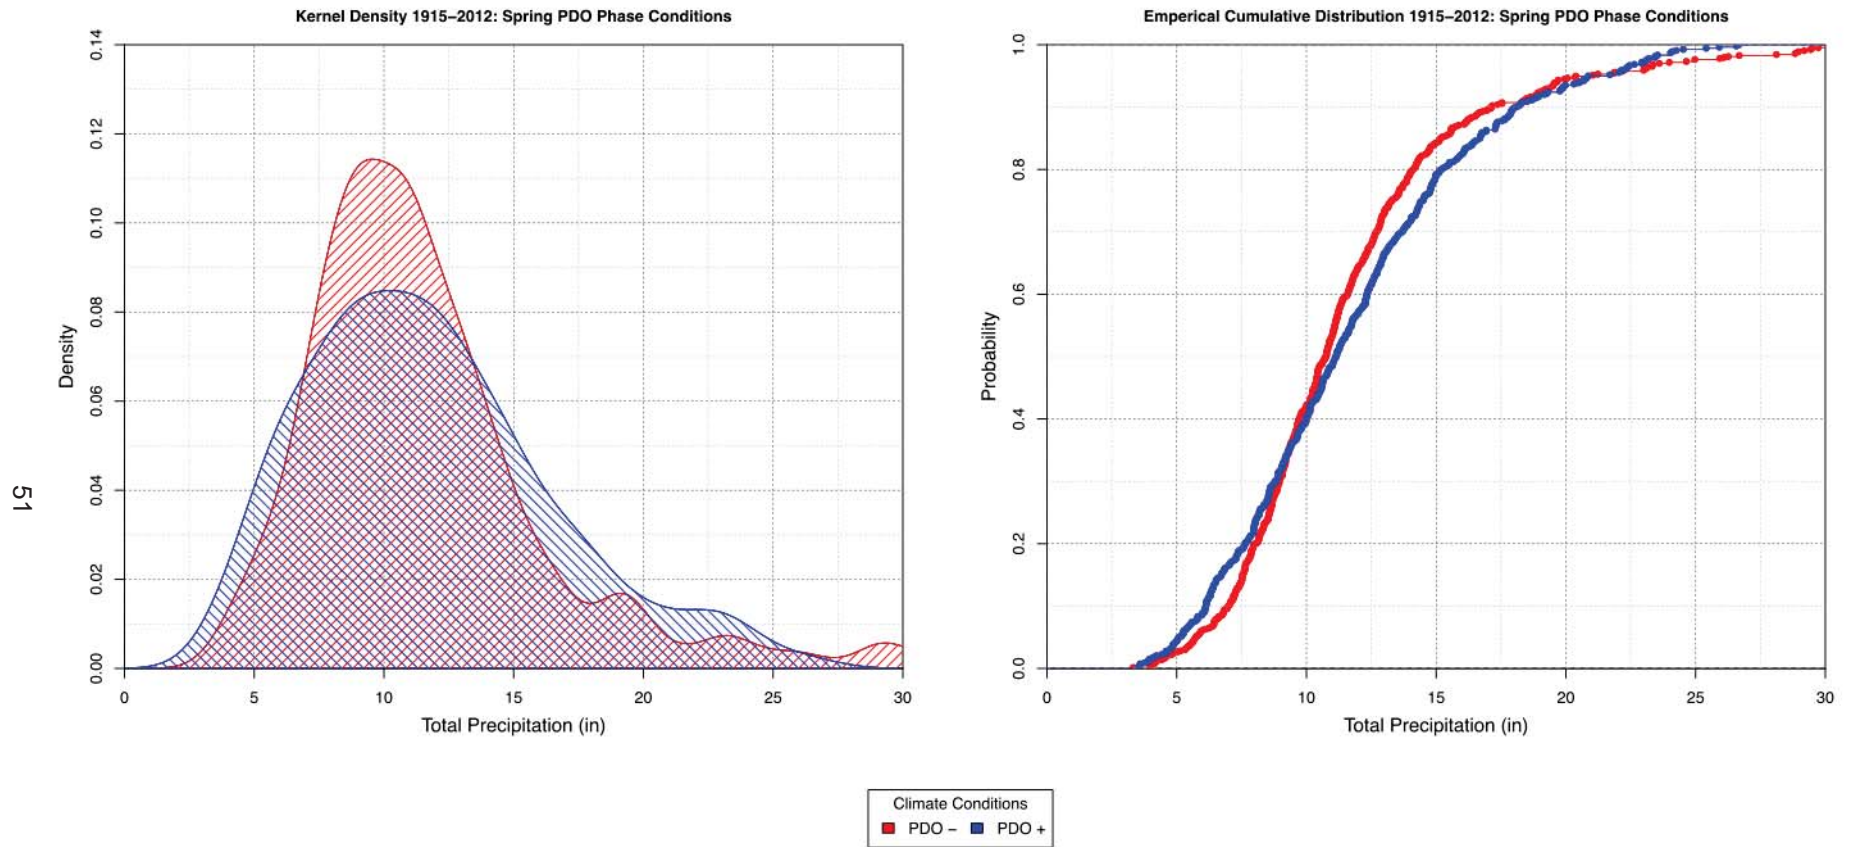 Kernel Density 1915–2012: Spring PDO Phase Conditions
0.14
0.12
0.10
0.08
0.06
0.04
0.02
0.00
Density
0 5 10 15 20 25 30
Total Precipitation (in)
Emperical Cumulative Distribution 1915–2012: Spring PDO Phase Conditions
1.0
0.8
0.6
0.4
0.2
0.0
Probability
0 5 10 15 20 25 30
Total Precipitation (in)
Climate Conditions
PDO – PDO +
51